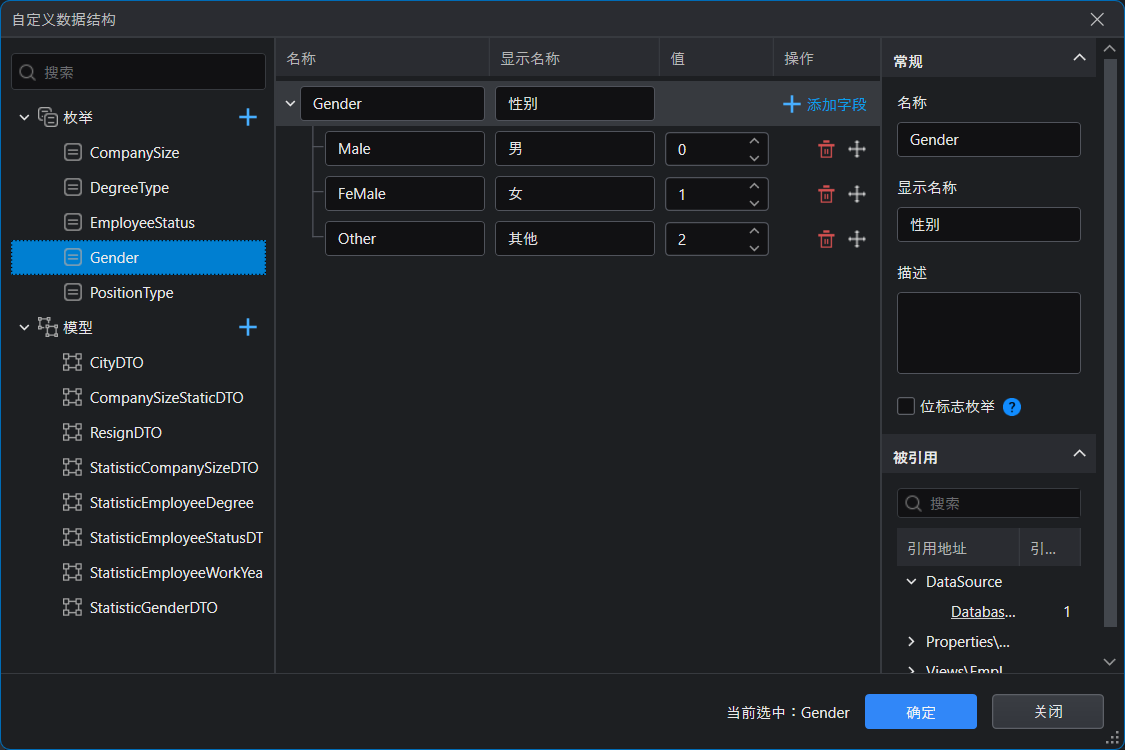 自定义数据结构
搜索
枚举
CompanySize
DegreeType
EmployeeStatus
Gender
PositionType
模型
CityDTO
CompanySizeStaticDTO
ResignDTO
StatisticCompanySizeDTO
StatisticEmployeeDegree
StatisticEmployeeStatusDT
StatisticEmployeeWorkYea
StatisticGenderDTO
名称 显示名称 值 操作
Gender 性别 添加字段
Male 男 0
FeMale 女 1
Other 其他 2
常规
名称
Gender
显示名称
性别
描述
位标志枚举 ?
被引用
搜索
引用地址 引...
DataSource
Databas... 1
Properties\...
Views\Empl
当前选中：Gender 确定 关闭